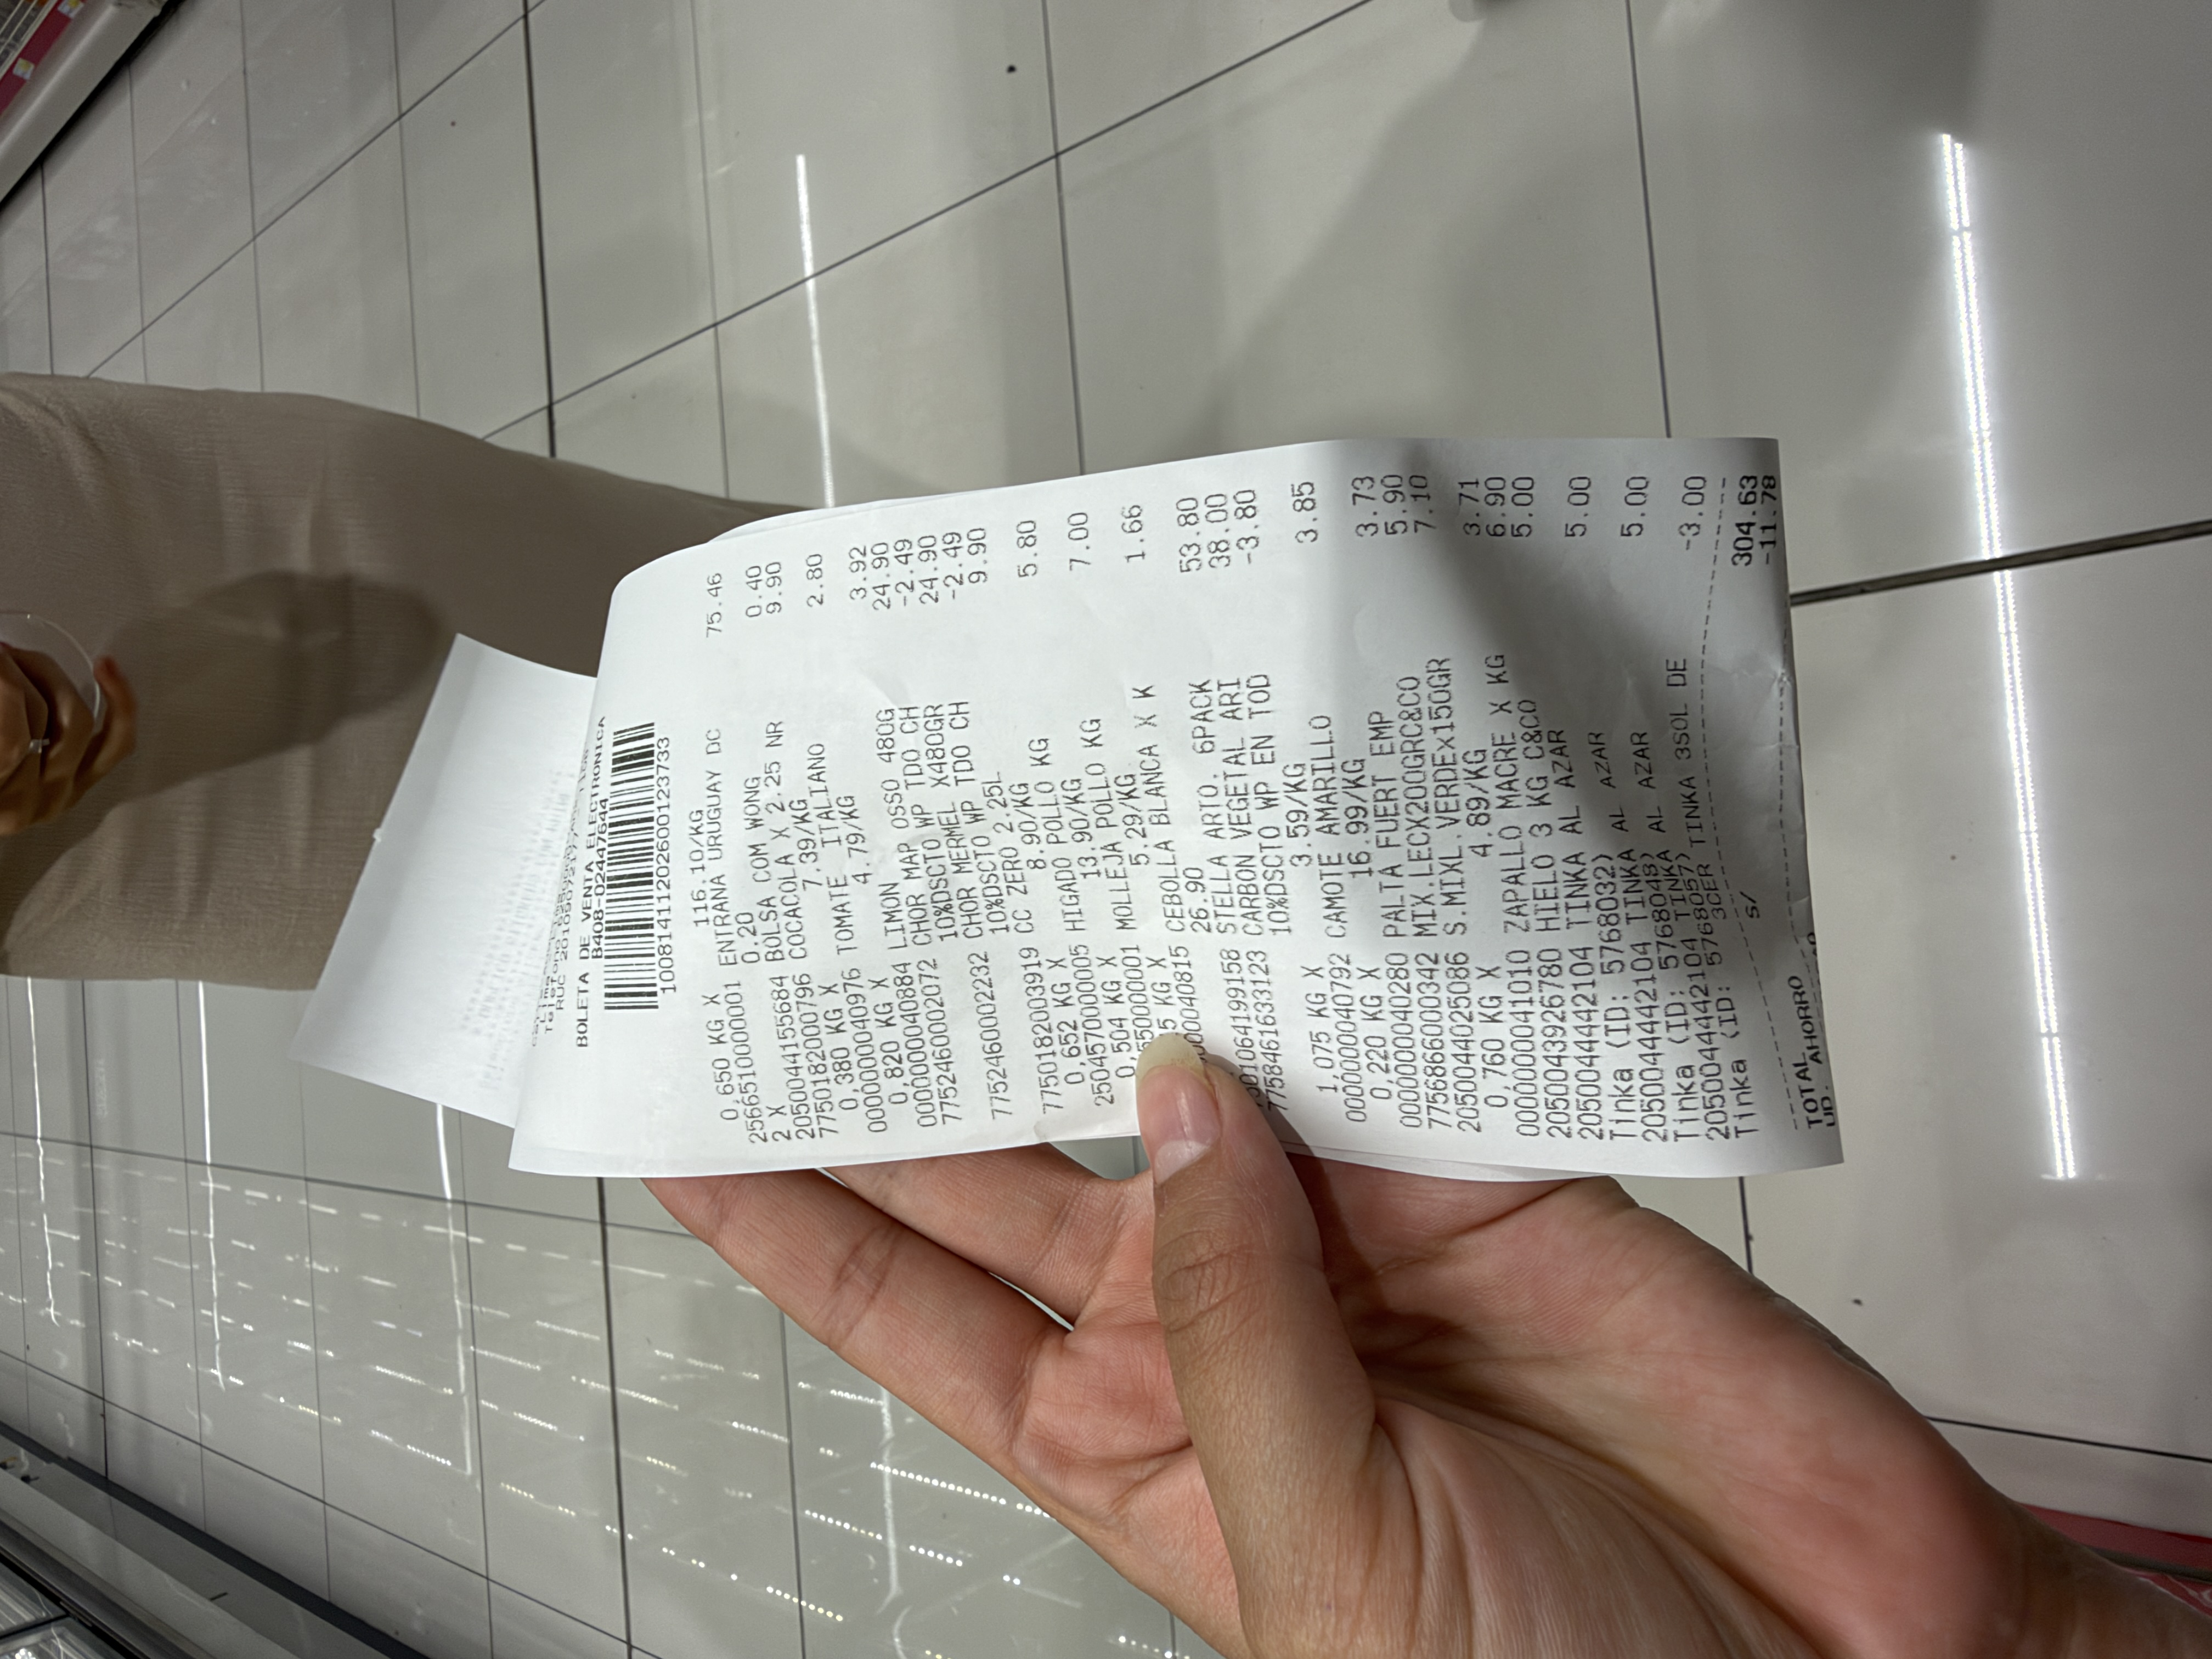 RUC 20109072177
BOLETA DE VENTA ELECTRONICA
B408-02447644
10081411202600123733
0,650 KG X 116.10/KG
2566510000001 ENTRANA URUGUAY DC 75.46
2 X 0.20
2050044155684 BOLSA COM WONG 0.40
7750182000796 COCACOLA X 2.25 NR 9.90
0,380 KG X 7.39/KG
0000000040976 TOMATE ITALIANO 2.80
0,820 KG X 4.79/KG
0000000040884 LIMON 3.92
7752460002072 CHOR MAP OSSO 480G 24.90
10%DSCTO WP TDO CH -2.49
7752460002232 CHOR MERMEL X480GR 24.90
10%DSCTO WP TDO CH -2.49
7750182003919 CC ZERO 2.25L 9.90
0,652 KG X 8.90/KG
2504570000005 HIGADO POLLO KG 5.80
0,504 KG X 13.90/KG
550000001 MOLLEJA POLLO KG 7.00
5 KG X 5.29/KG
00040815 CEBOLLA BLANCA X K 1.66
26.90
7501064199158 STELLA ARTO. 6PACK 53.80
7758461633123 CARBON VEGETAL ARI 38.00
10%DSCTO WP EN TOD -3.80
1,075 KG X 3.59/KG
0000000040792 CAMOTE AMARILLO 3.85
0,220 KG X 16.99/KG
0000000040280 PALTA FUERT EMP 3.73
7756866000342 MIX.LECX200GRC&CO 5.90
2050044025086 S.MIXL.VERDEx150GR 7.10
0,760 KG X 4.89/KG
0000000041010 ZAPALLO MACRE X KG 3.71
2050043926780 HIELO 3 KG C&CO 6.90
2050044442104 TINKA AL AZAR 5.00
Tinka (ID: 5768032)
2050044442104 TINKA AL AZAR 5.00
Tinka (ID: 5768048)
2050044442104 TINKA AL AZAR 5.00
Tinka (ID: 5768057)
3CER TINKA 3SOL DE -3.00
TOTAL S/ 304.63
UD. AHORRO -11.78